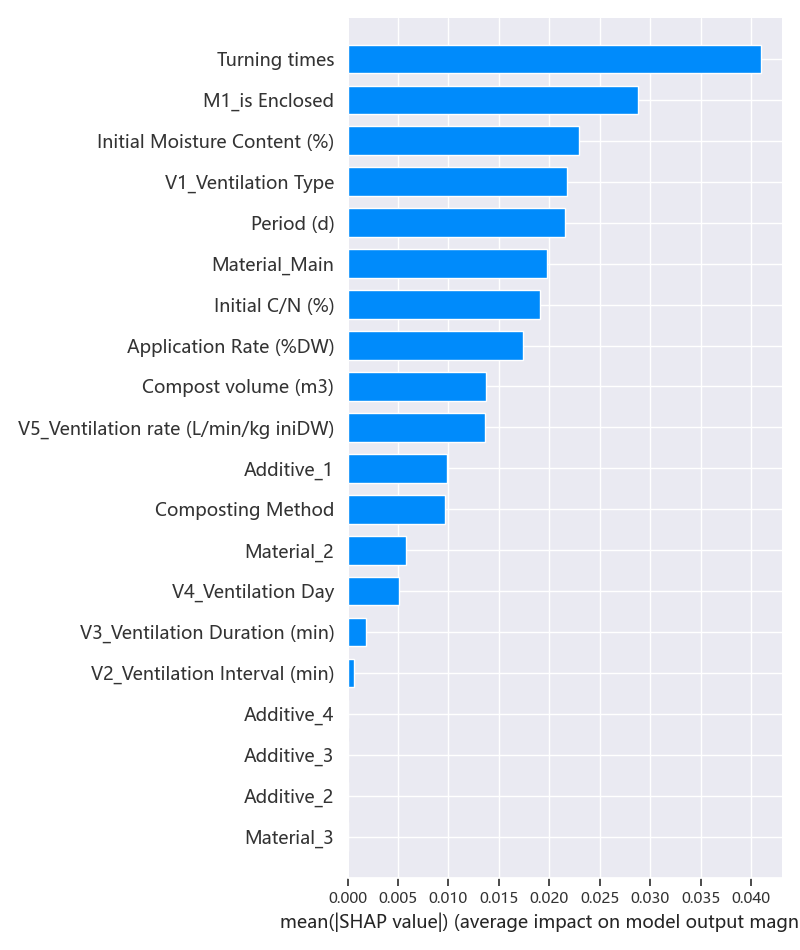 Turning times
M1_is Enclosed
Initial Moisture Content (%)
V1_Ventilation Type
Period (d)
Material_Main
Initial C/N (%)
Application Rate (%DW)
Compost volume (m3)
V5_Ventilation rate (L/min/kg iniDW)
Additive_1
Composting Method
Material_2
V4_Ventilation Day
V3_Ventilation Duration (min)
V2_Ventilation Interval (min)
Additive_4
Additive_3
Additive_2
Material_3
0.000 0.005 0.010 0.015 0.020 0.025 0.030 0.035 0.040
mean(|SHAP value|) (average impact on model output magn